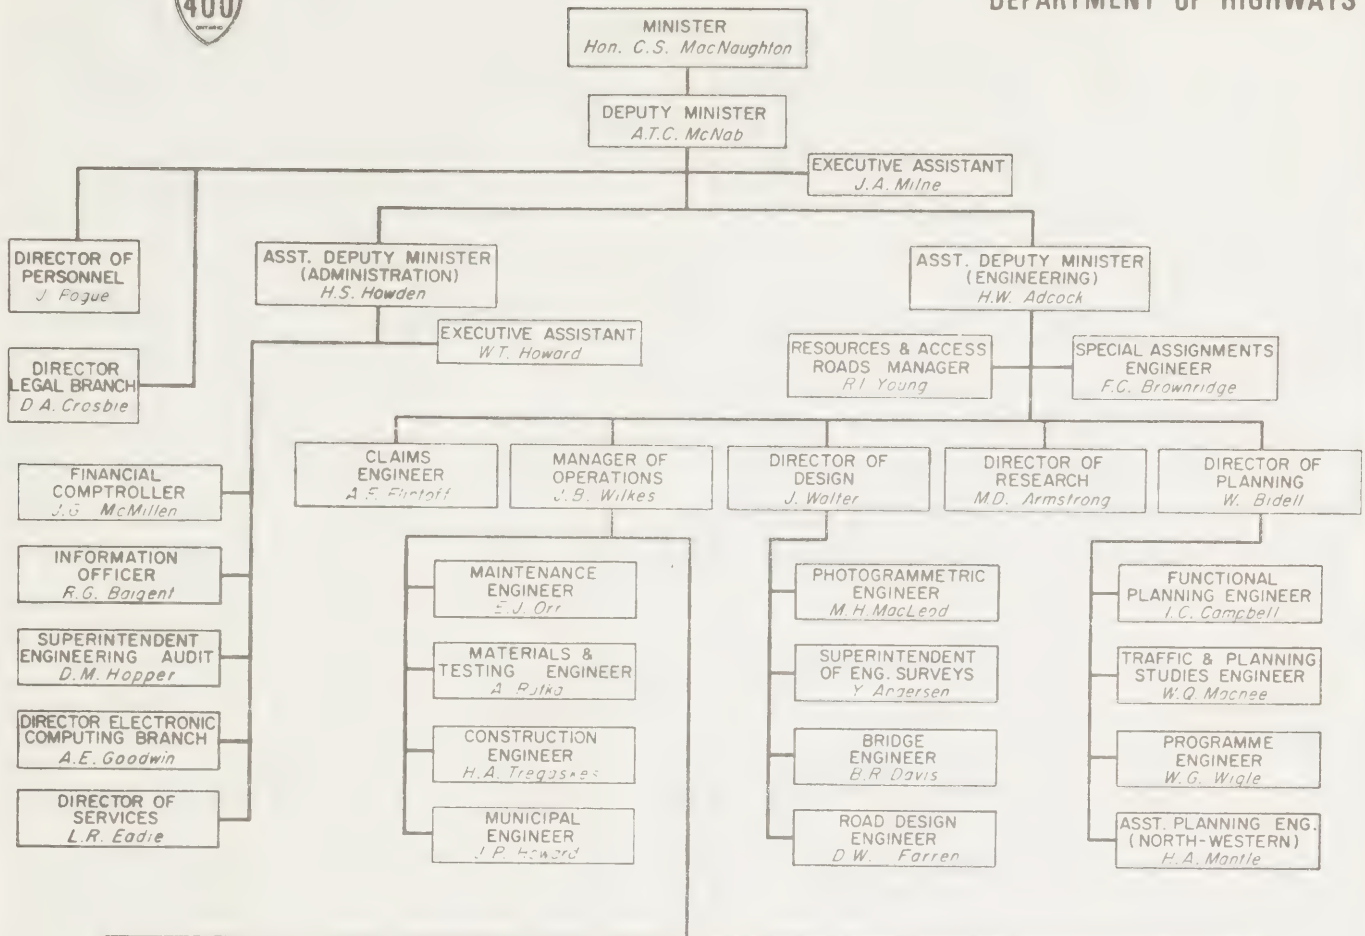 400
DEPARTMENT OF HIGHWAYS
MINISTER
Hon. C.S. MacNaughton
DEPUTY MINISTER
A.T.C. McNab
EXECUTIVE ASSISTANT
J.A. Milne
DIRECTOR OF
PERSONNEL
J. Pogue
ASST. DEPUTY MINISTER
(ADMINISTRATION)
H.S. Howden
ASST. DEPUTY MINISTER
(ENGINEERING)
H.W. Adcock
EXECUTIVE ASSISTANT
W.T. Howard
RESOURCES & ACCESS
ROADS MANAGER
R.I. Young
SPECIAL ASSIGNMENTS
ENGINEER
F.C. Brownridge
DIRECTOR
LEGAL BRANCH
D.A. Crosbie
FINANCIAL
COMPTROLLER
J.G. McMillen
INFORMATION
OFFICER
R.G. Baigent
SUPERINTENDENT
ENGINEERING AUDIT
D.M. Hopper
DIRECTOR ELECTRONIC
COMPUTING BRANCH
A.E. Goodwin
DIRECTOR OF
SERVICES
L.R. Eadie
CLAIMS
ENGINEER
MANAGER OF
OPERATIONS
J.B. Wilkes
DIRECTOR OF
DESIGN
J. Walter
DIRECTOR OF
RESEARCH
M.D. Armstrong
DIRECTOR OF
PLANNING
W. Bidell
MAINTENANCE
ENGINEER
E.J. Orr
MATERIALS &
TESTING ENGINEER
A. Rutka
CONSTRUCTION
ENGINEER
H.A. Tregaskes
MUNICIPAL
ENGINEER
J.P. Howard
PHOTOGRAMMETRIC
ENGINEER
M.H. MacLeod
SUPERINTENDENT
OF ENG. SURVEYS
Y. Andersen
BRIDGE
ENGINEER
B.R. Davis
ROAD DESIGN
ENGINEER
D.W. Farren
FUNCTIONAL
PLANNING ENGINEER
I.C. Campbell
TRAFFIC & PLANNING
STUDIES ENGINEER
W.Q. Macnee
PROGRAMME
ENGINEER
W.G. Wigle
ASST. PLANNING ENG.
(NORTH-WESTERN)
H.A. Mantle